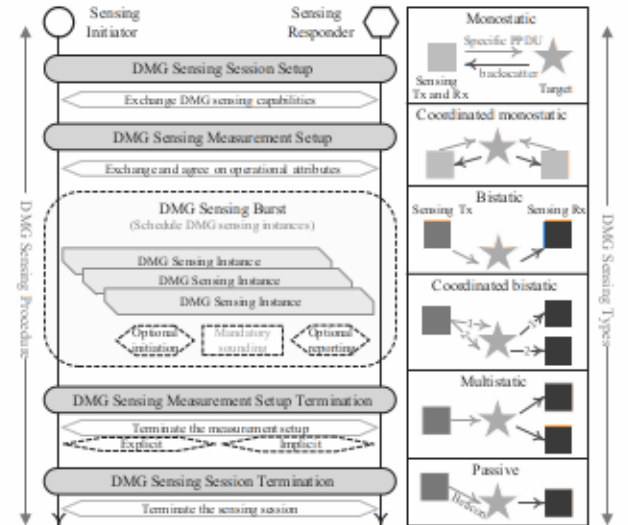 Sensing
Initiator
Sensing
Responder
DMG Sensing Session Setup
Exchange DMG sensing capabilities
DMG Sensing Measurement Setup
Exchange and agree on operational attributes
DMG Sensing Burst
(Schedule DMG sensing instances)
DMG Sensing Instance
DMG Sensing Instance
DMG Sensing Instance
Optional
initiation
Mandatory
sounding
Optional
reporting
DMG Sensing Measurement Setup Termination
Terminate the measurement setup
Explicit
Implicit
DMG Sensing Session Termination
Terminate the sensing session
DMG Sensing Procedure
Monostatic
Specific PPDU
backscatter
Sensing
Tx and Rx
Target
Coordinated monostatic
Bistatic
Sensing Tx
Sensing Rx
Coordinated bistatic
Multistatic
Passive
Beacon
DMG Sensing Types